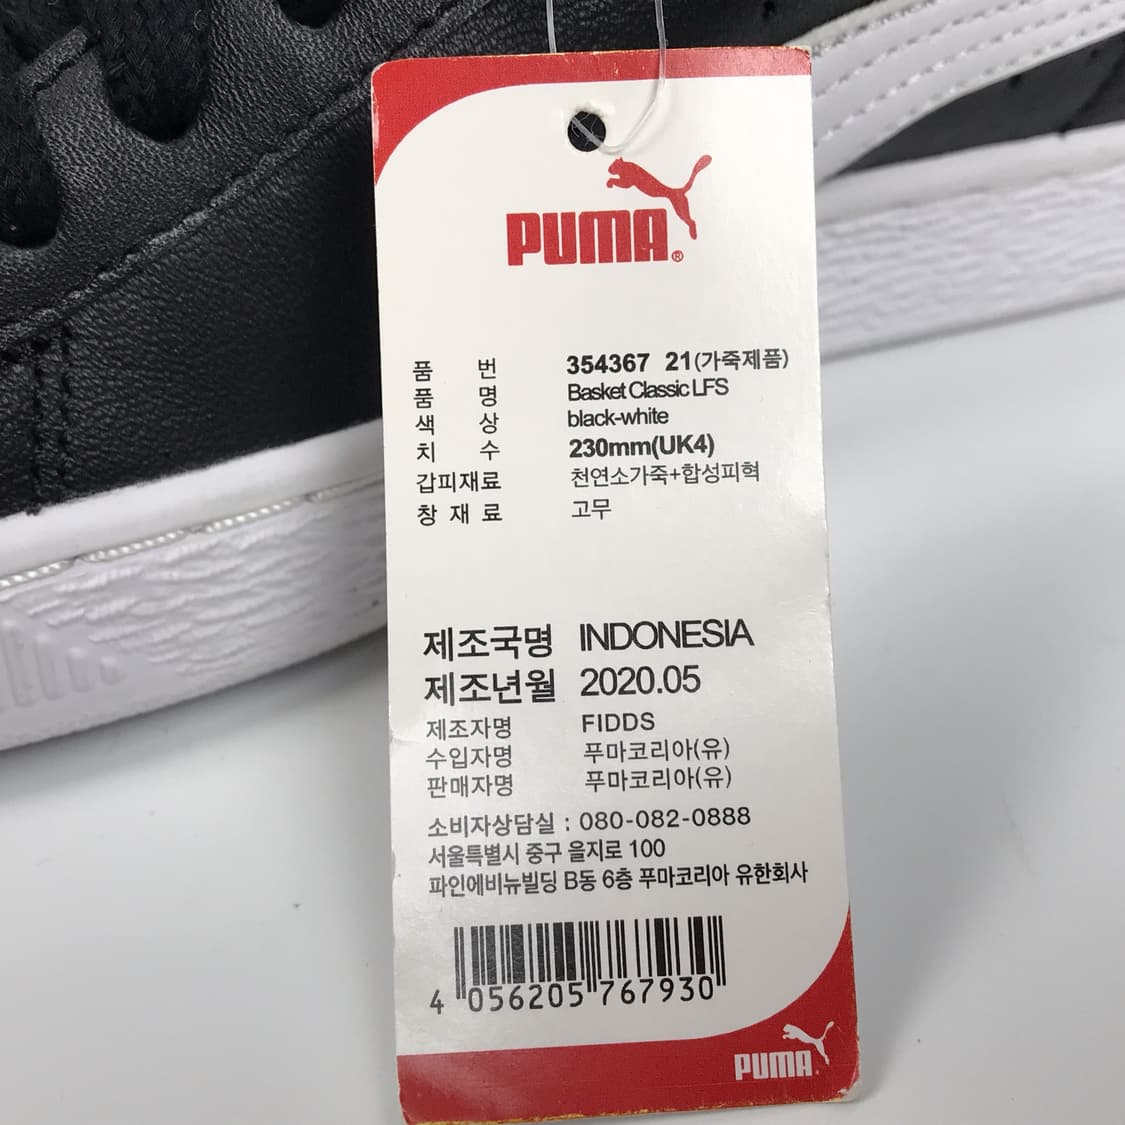 PUMA®
품 번 354367 21(가죽제품)
품 명 Basket Classic LFS
색 상 black-white
치 수 230mm(UK4)
갑피재료 천연소가죽+합성피혁
창 재 료 고무
제조국명 INDONESIA
제조년월 2020.05
제조자명 FIDDS
수입자명 푸마코리아(유)
판매자명 푸마코리아(유)
소비자상담실 : 080-082-0888
서울특별시 중구 을지로 100
파인에비뉴빌딩 B동 6층 푸마코리아 유한회사
4 056205 767930
PUMA